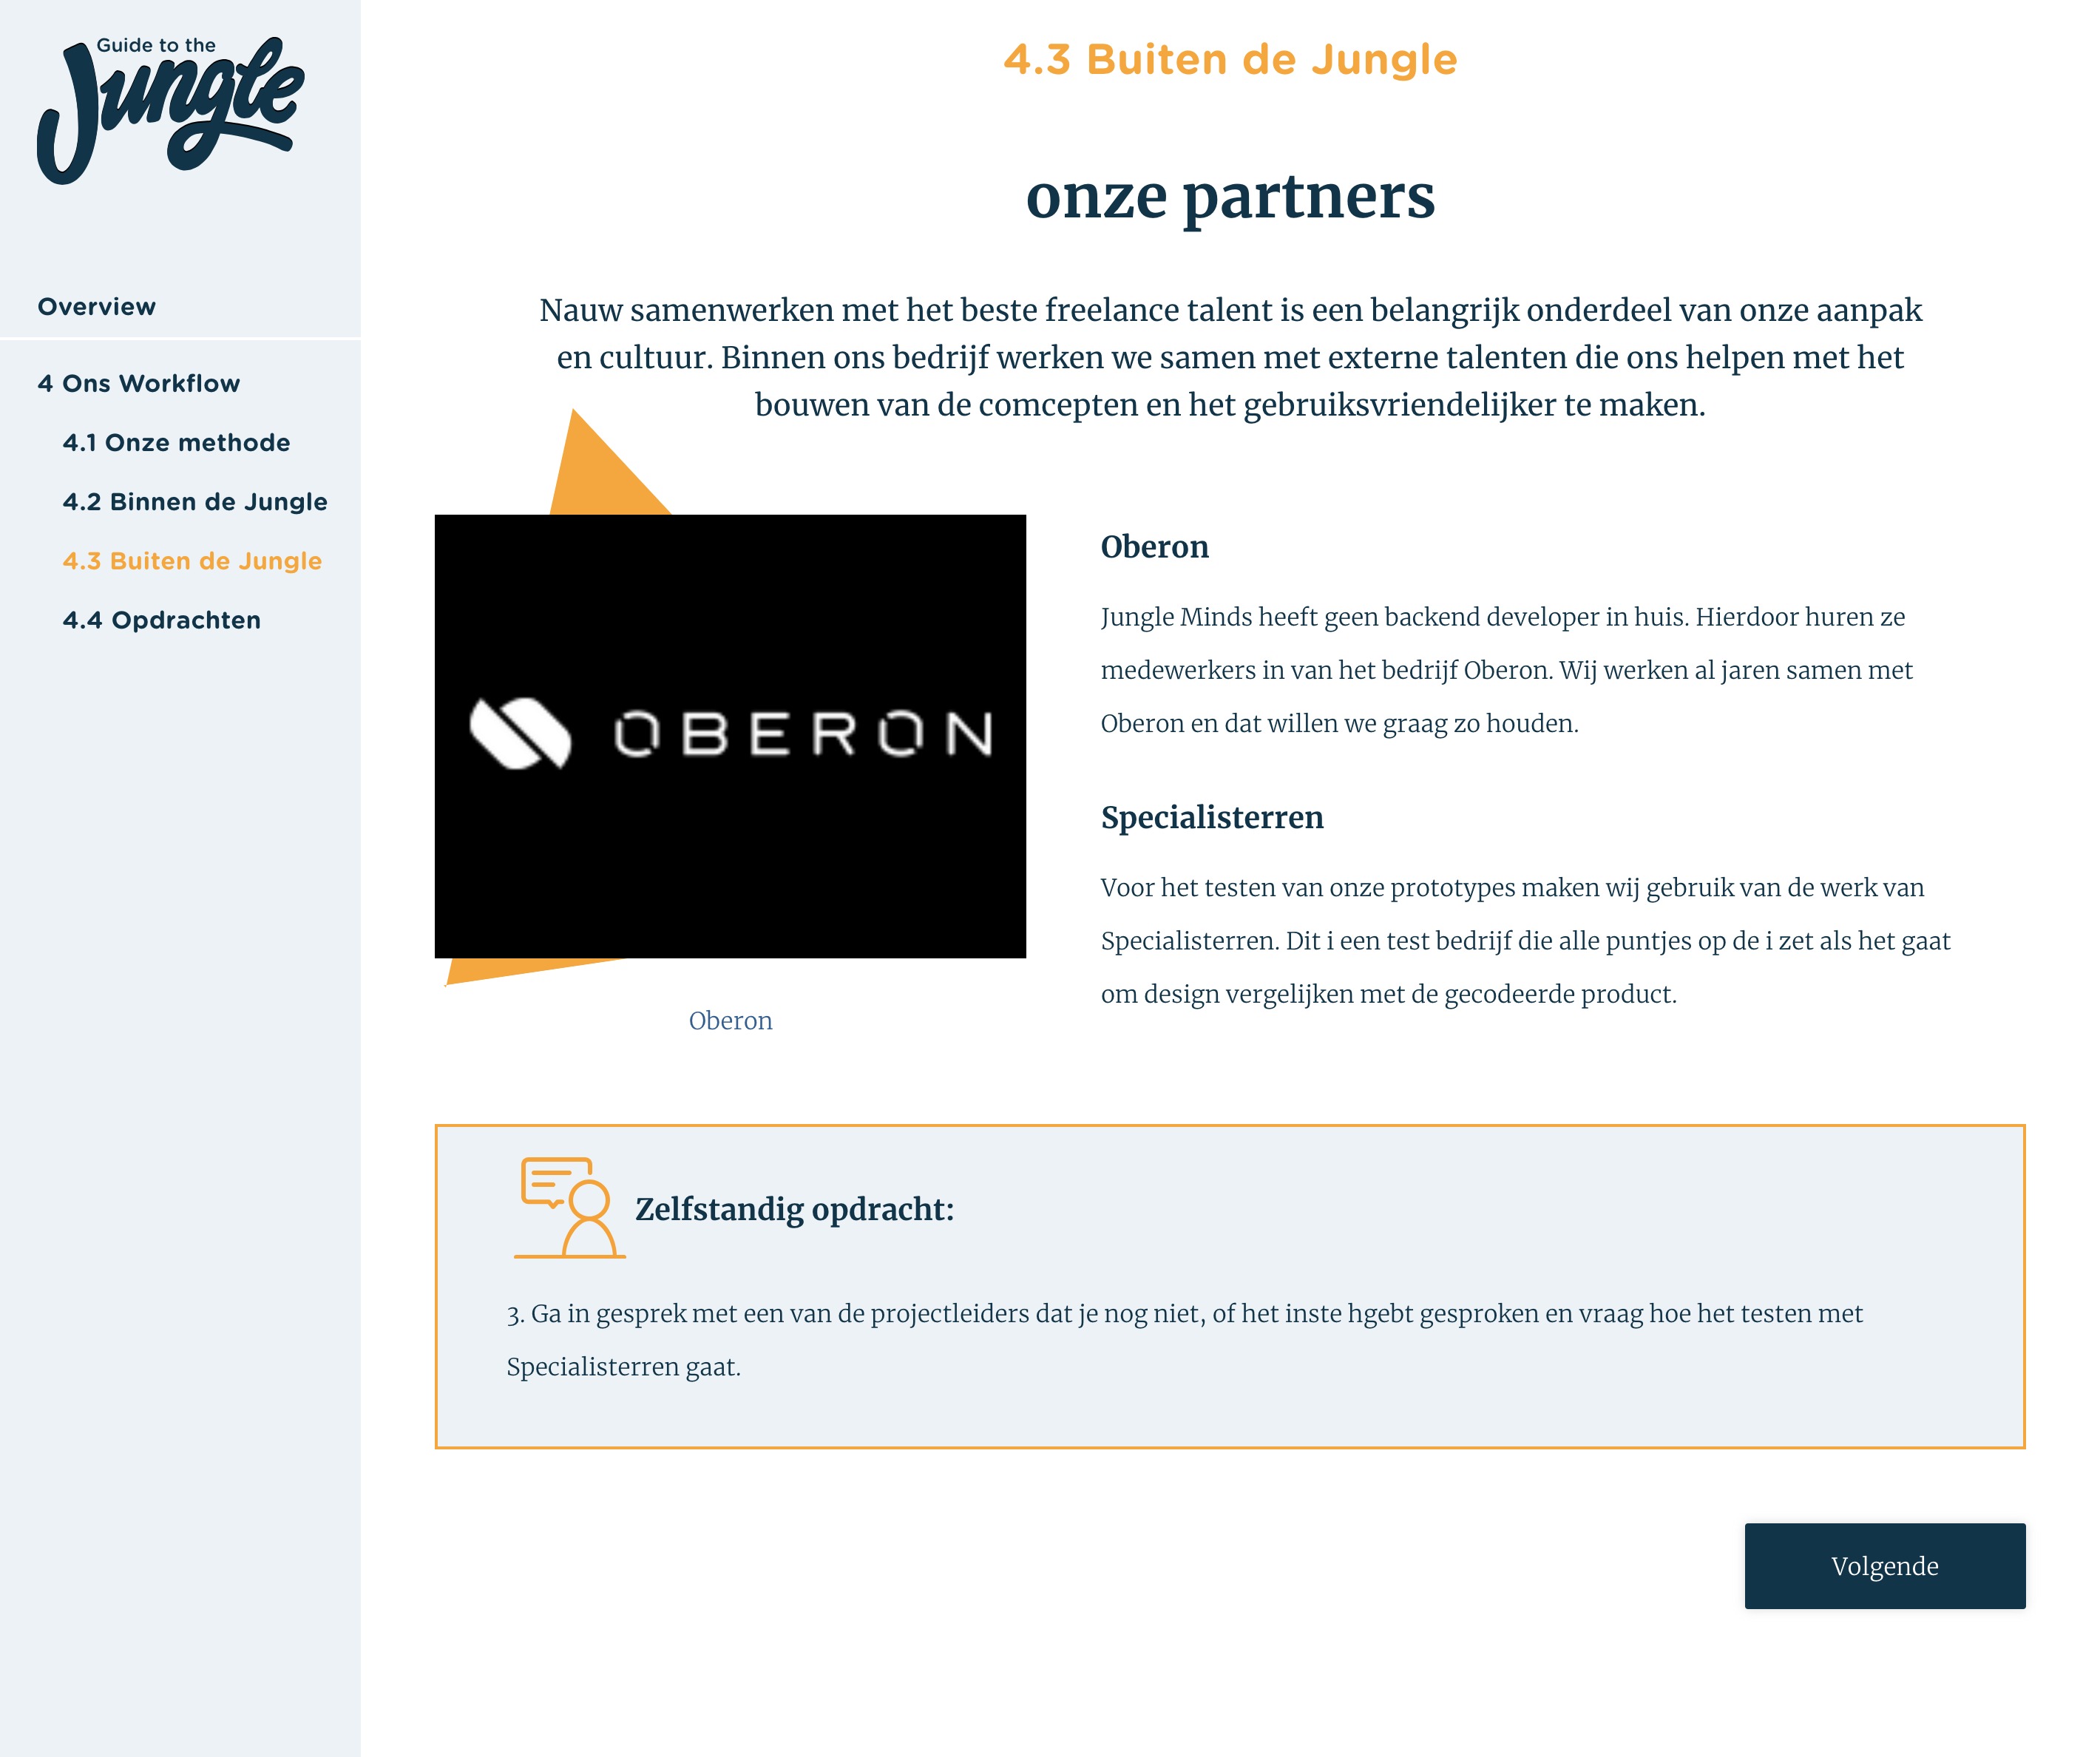 Guide to the
Jungle
Overview
4 Ons Workflow
4.1 Onze methode
4.2 Binnen de Jungle
4.3 Buiten de Jungle
4.4 Opdrachten
4.3 Buiten de Jungle
onze partners
Nauw samenwerken met het beste freelance talent is een belangrijk onderdeel van onze aanpak
en cultuur. Binnen ons bedrijf werken we samen met externe talenten die ons helpen met het
bouwen van de comcepten en het gebruiksvriendelijker te maken.
OBERON
Oberon
Oberon
Jungle Minds heeft geen backend developer in huis. Hierdoor huren ze
medewerkers in van het bedrijf Oberon. Wij werken al jaren samen met
Oberon en dat willen we graag zo houden.
Specialisterren
Voor het testen van onze prototypes maken wij gebruik van de werk van
Specialisterren. Dit i een test bedrijf die alle puntjes op de i zet als het gaat
om design vergelijken met de gecodeerde product.
Zelfstandig opdracht:
3. Ga in gesprek met een van de projectleiders dat je nog niet, of het inste hgebt gesproken en vraag hoe het testen met
Specialisterren gaat.
Volgende